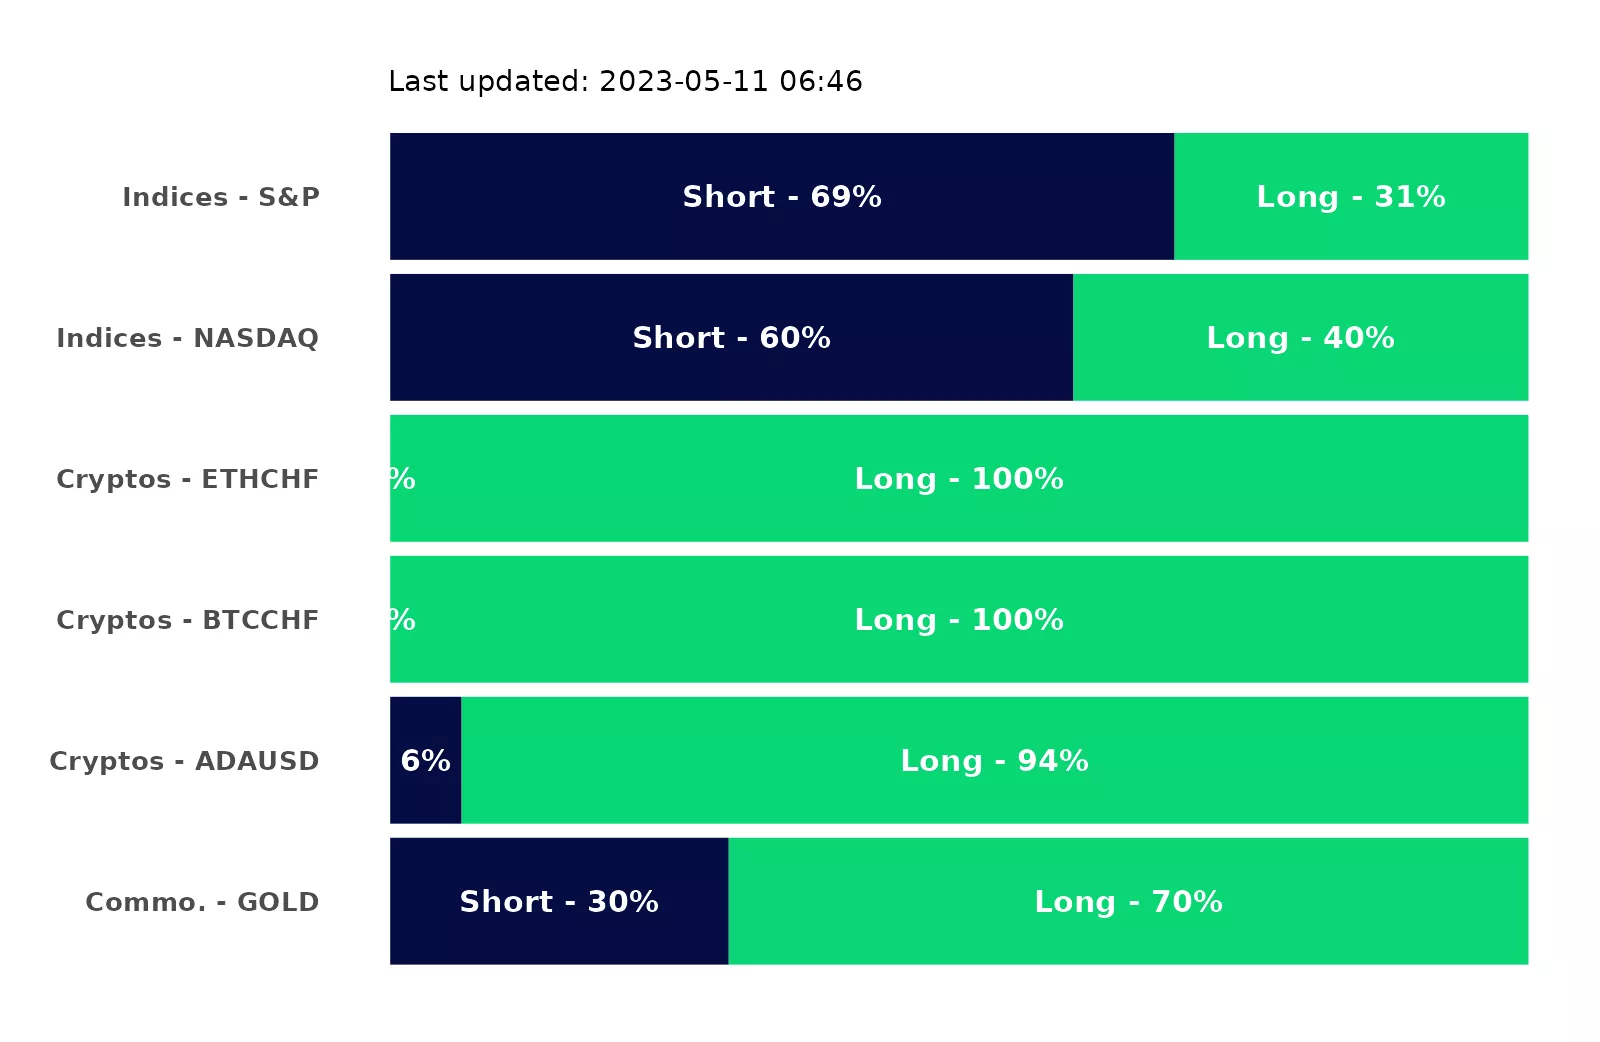 Last updated: 2023-05-11 06:46
Indices - S&P Short - 69% Long - 31%
Indices - NASDAQ Short - 60% Long - 40%
Cryptos - ETHCHF % Long - 100%
Cryptos - BTCCHF % Long - 100%
Cryptos - ADAUSD 6% Long - 94%
Commo. - GOLD Short - 30% Long - 70%